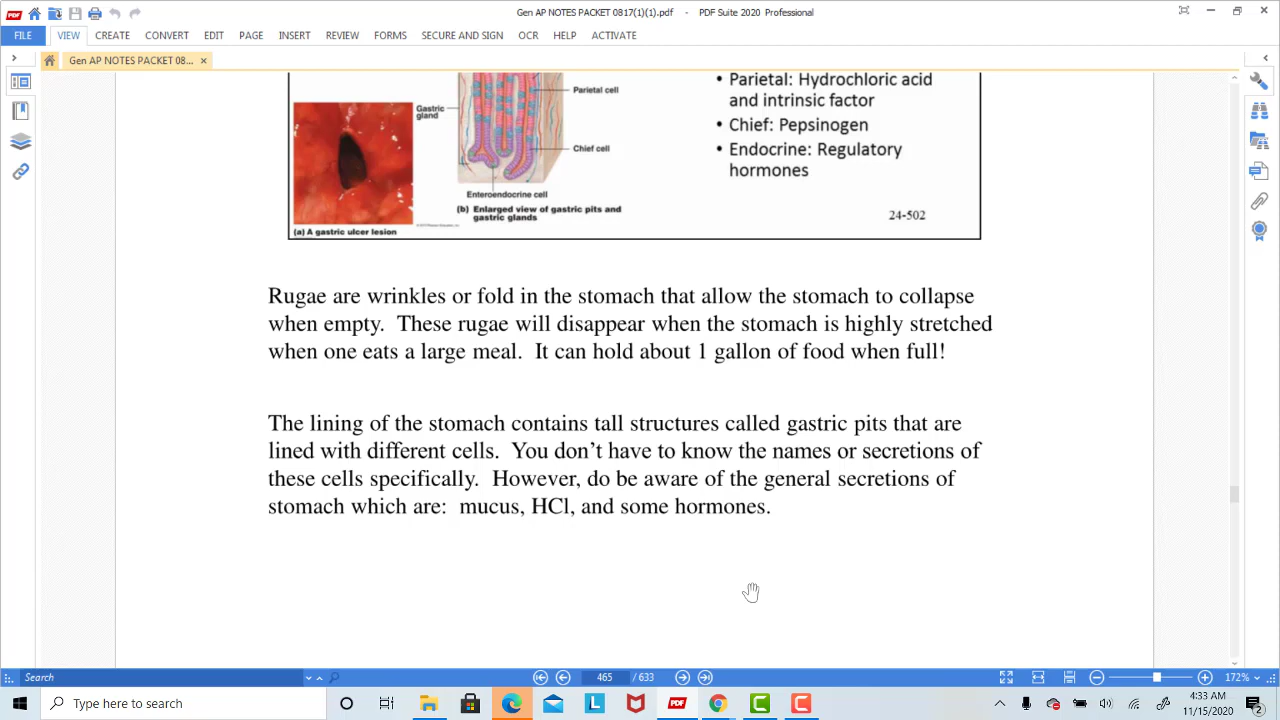 Gen AP NOTES PACKET 0817(1)(1).pdf - PDF Suite 2020 Professional
FILE VIEW CREATE CONVERT EDIT PAGE INSERT REVIEW FORMS SECURE AND SIGN OCR HELP ACTIVATE
Gen AP NOTES PACKET 08... ×
Parietal cell
Gastric
gland
Chief cell
Enteroendocrine cell
(b) Enlarged view of gastric pits and
gastric glands
(a) A gastric ulcer lesion
• Parietal: Hydrochloric acid
and intrinsic factor
• Chief: Pepsinogen
• Endocrine: Regulatory
hormones
24-502
Rugae are wrinkles or fold in the stomach that allow the stomach to collapse
when empty. These rugae will disappear when the stomach is highly stretched
when one eats a large meal. It can hold about 1 gallon of food when full!
The lining of the stomach contains tall structures called gastric pits that are
lined with different cells. You don’t have to know the names or secretions of
these cells specifically. However, do be aware of the general secretions of
stomach which are: mucus, HCl, and some hormones.
Search 465 / 633 172%
Type here to search
PDF
4:33 AM
11/15/2020
2